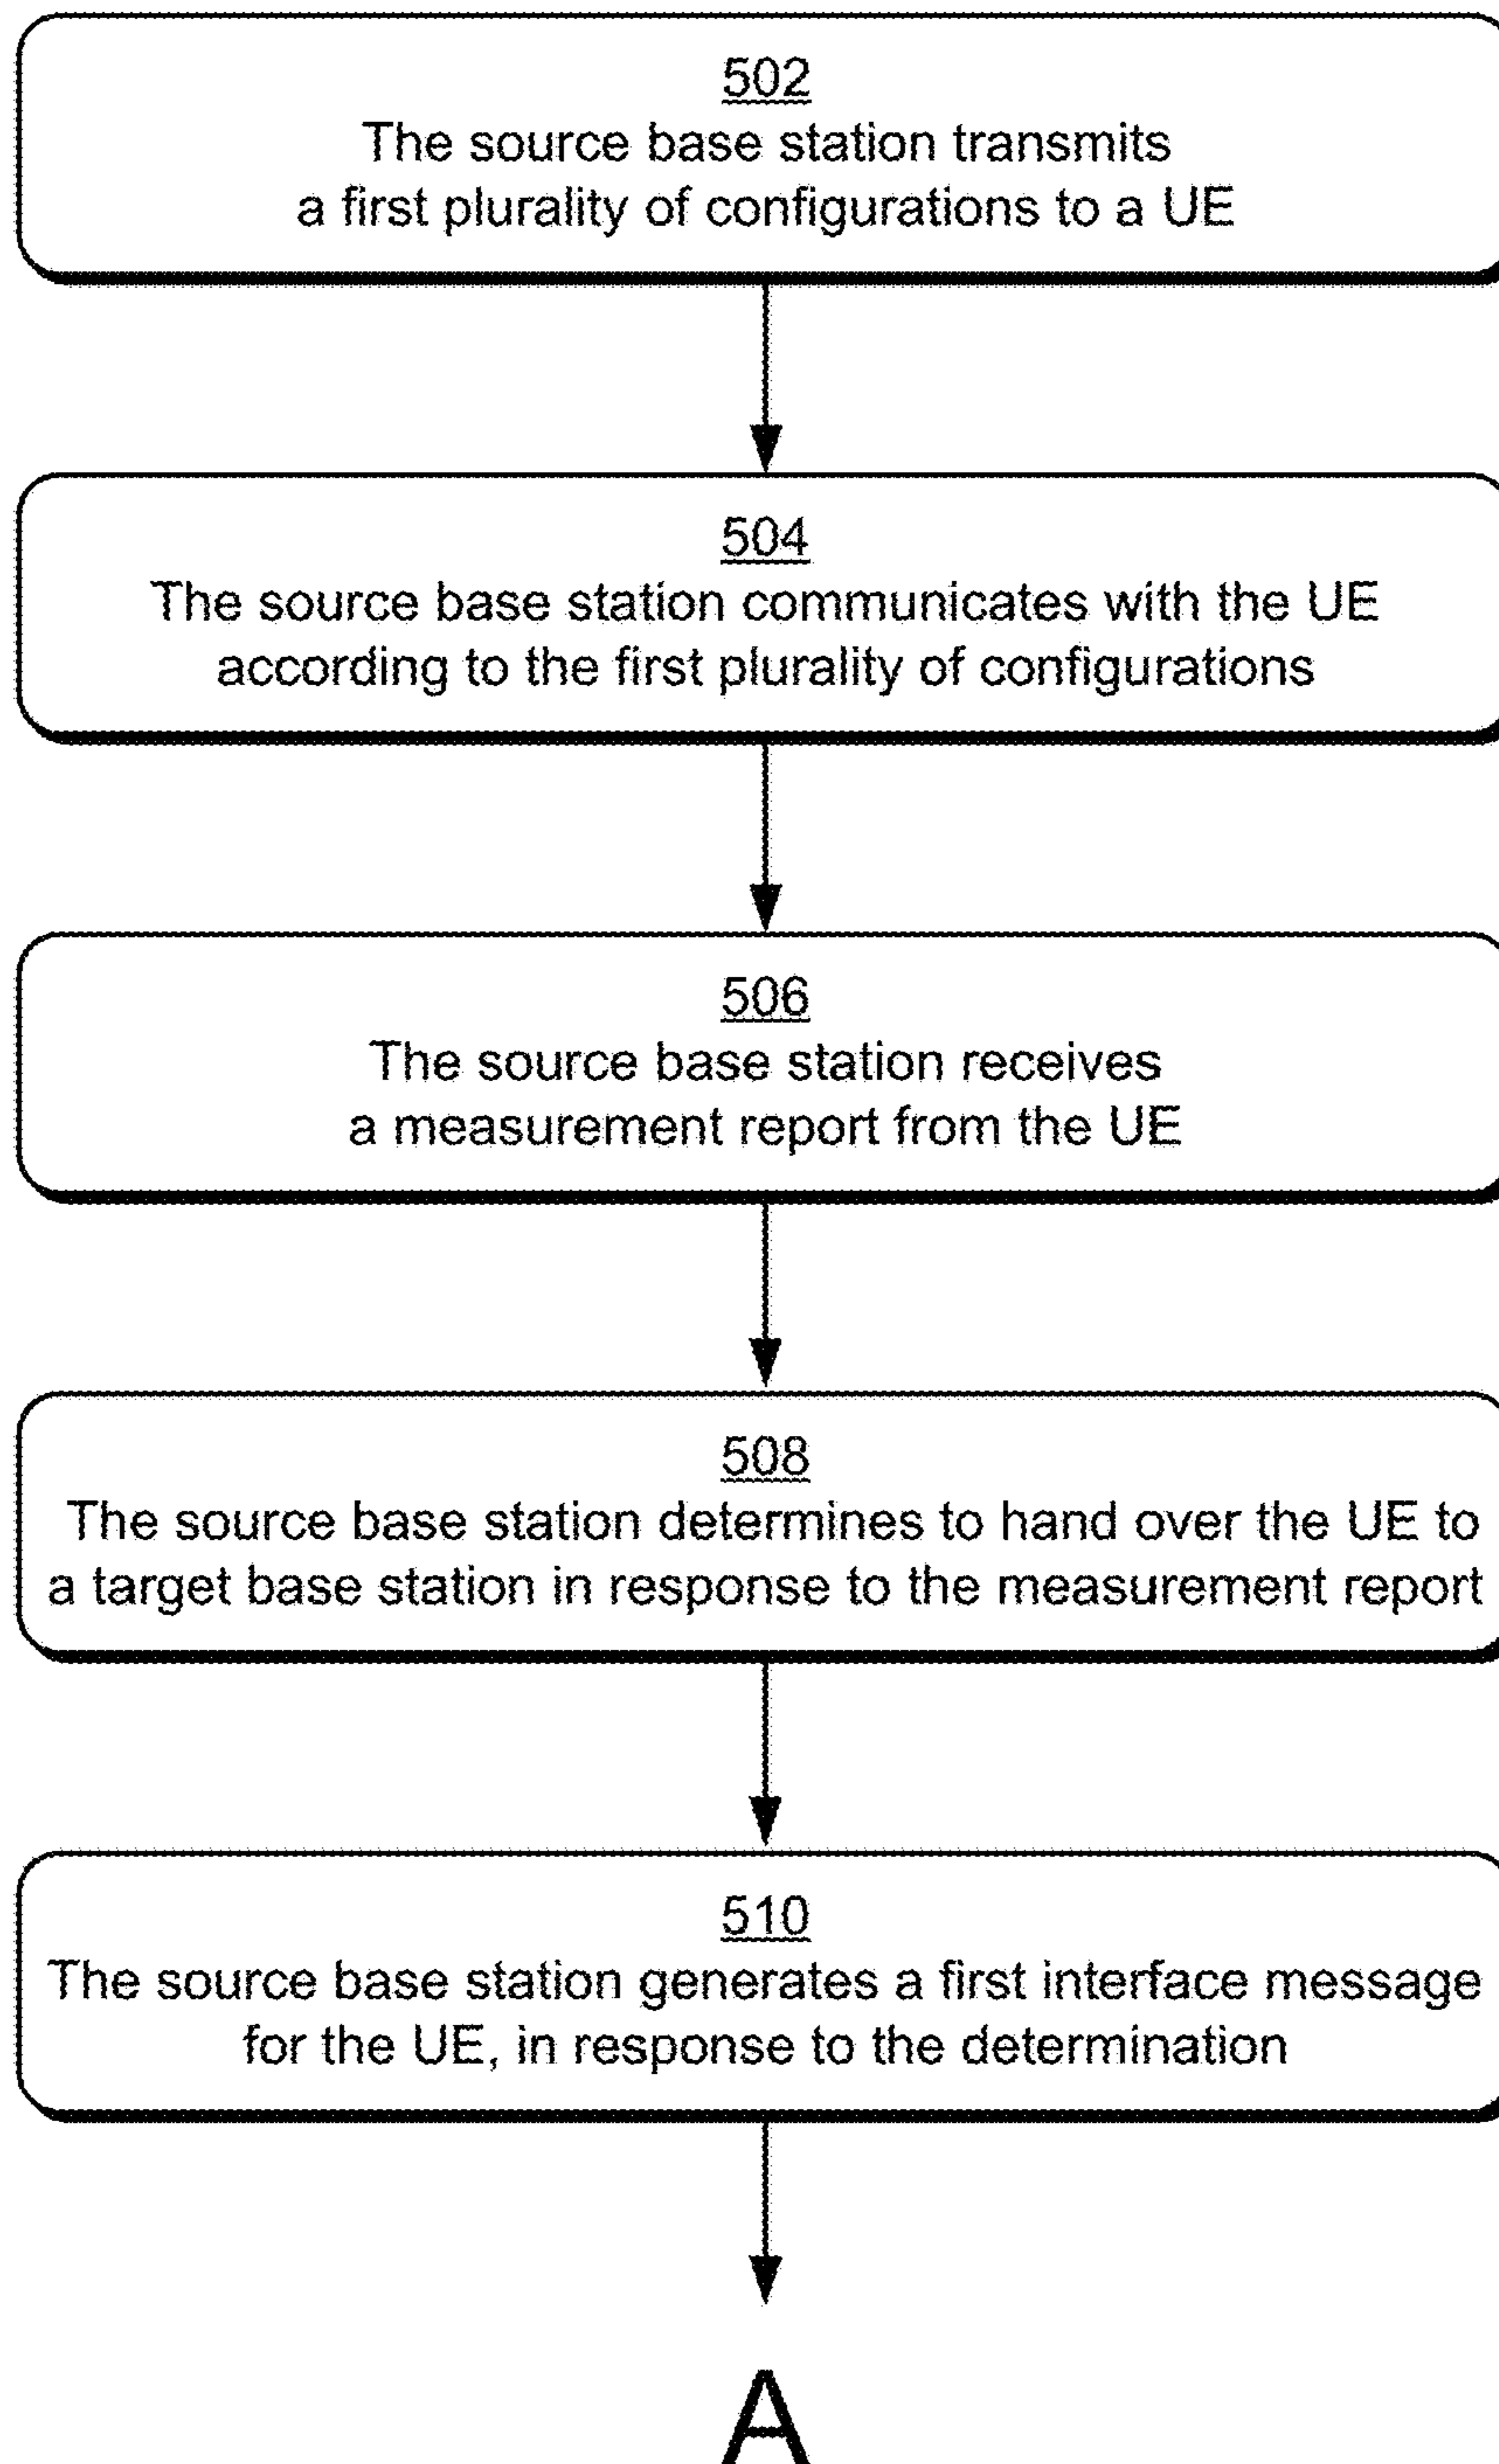 502
The source base station transmits
a first plurality of configurations to a UE
504
The source base station communicates with the UE
according to the first plurality of configurations
506
The source base station receives
a measurement report from the UE
508
The source base station determines to hand over the UE to
a target base station in response to the measurement report
510
The source base station generates a first interface message
for the UE, in response to the determination
A